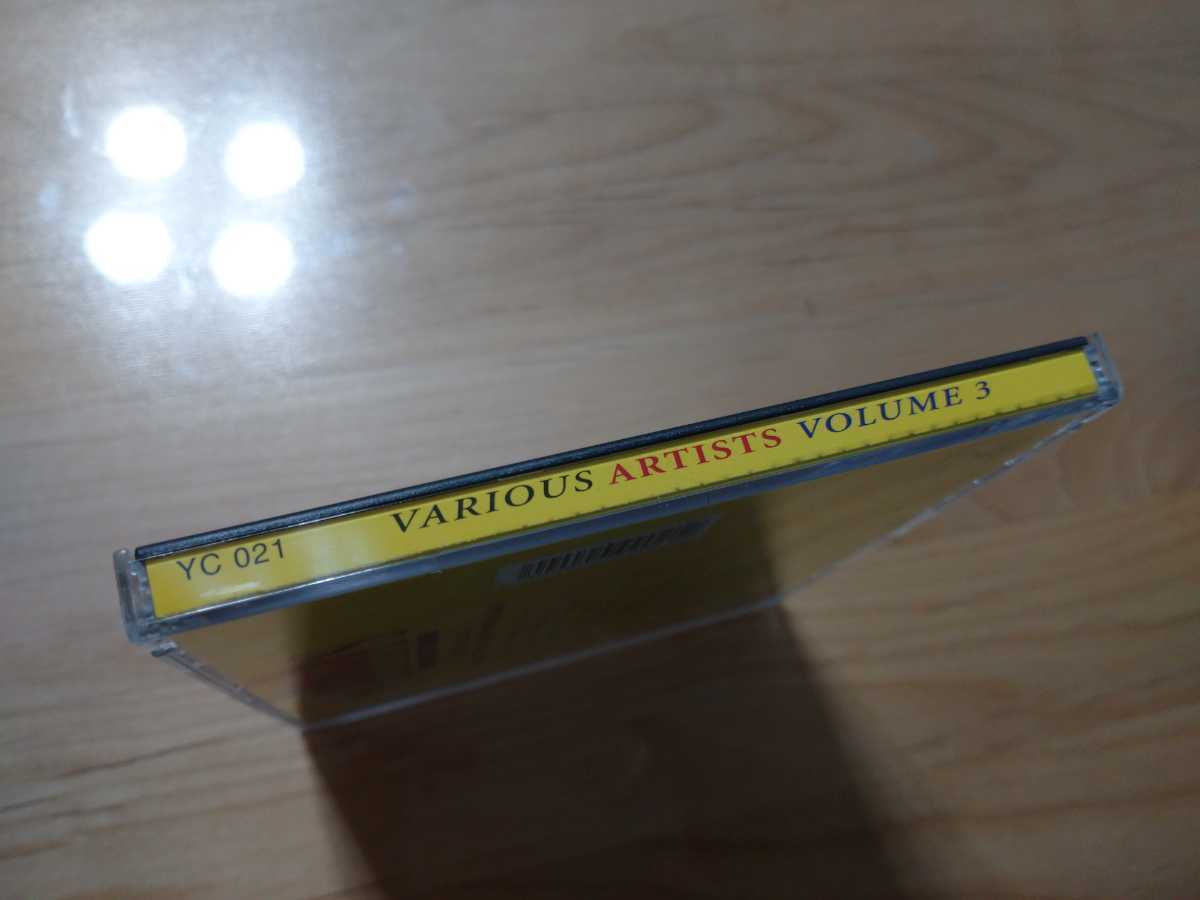 YC 021 VARIOUS ARTISTS VOLUME 3